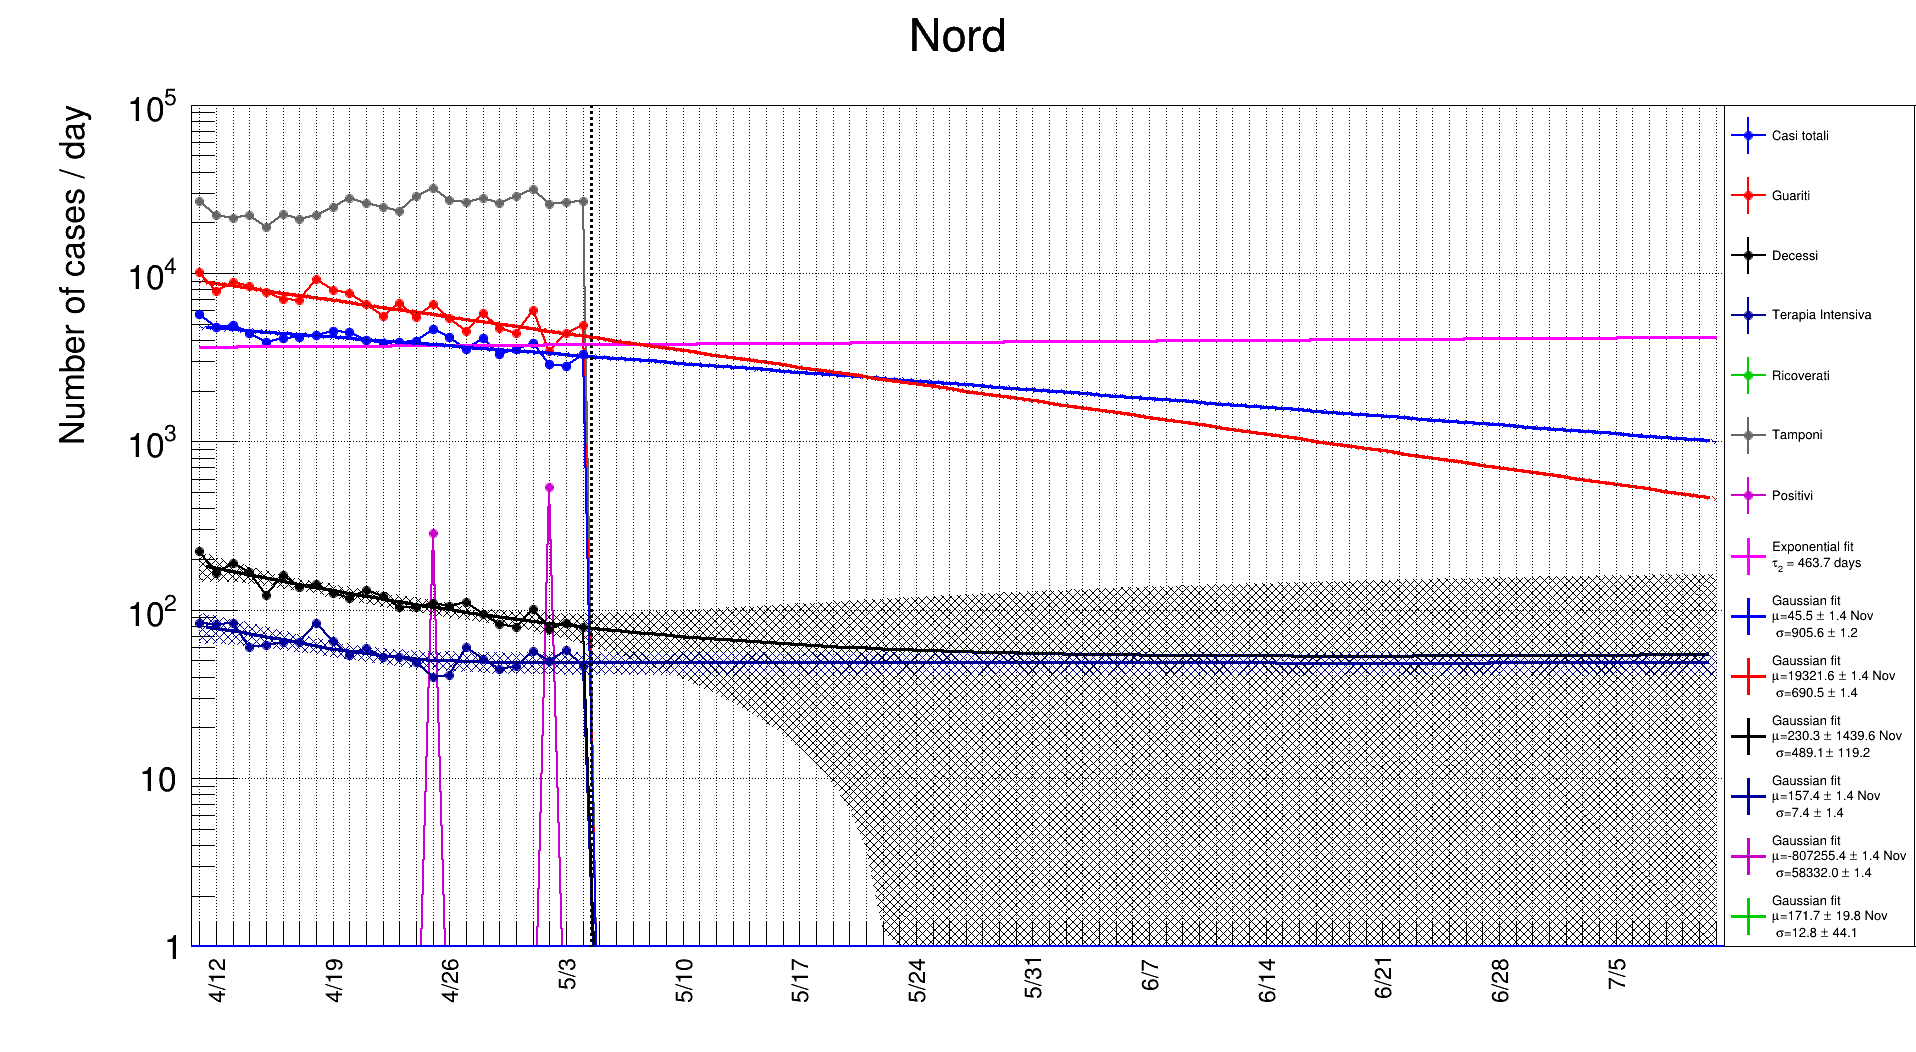 Nord
Number of cases / day
10^5
10^4
10^3
10^2
10
1
4/12
4/19
4/26
5/3
5/10
5/17
5/24
5/31
6/7
6/14
6/21
6/28
7/5
Casi totali
Guariti
Decessi
Terapia Intensiva
Ricoverati
Tamponi
Positivi
Exponential fit
τ₂ = 463.7 days
Gaussian fit
μ=45.5 ± 1.4 Nov
σ=905.6 ± 1.2
Gaussian fit
μ=19321.6 ± 1.4 Nov
σ=690.5 ± 1.4
Gaussian fit
μ=230.3 ± 1439.6 Nov
σ=489.1 ± 119.2
Gaussian fit
μ=157.4 ± 1.4 Nov
σ=7.4 ± 1.4
Gaussian fit
μ=-807255.4 ± 1.4 Nov
σ=58332.0 ± 1.4
Gaussian fit
μ=171.7 ± 19.8 Nov
σ=12.8 ± 44.1